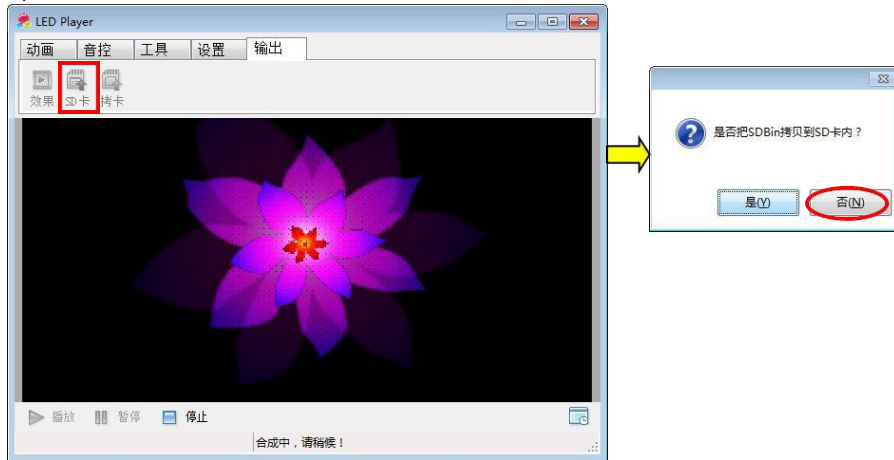 LED Player
动画 音控 工具 设置 输出
效果 SD卡 拷卡
是否把SDBin拷贝到SD卡内？
是(Y) 否(N)
播放 暂停 停止
合成中，请稍候！